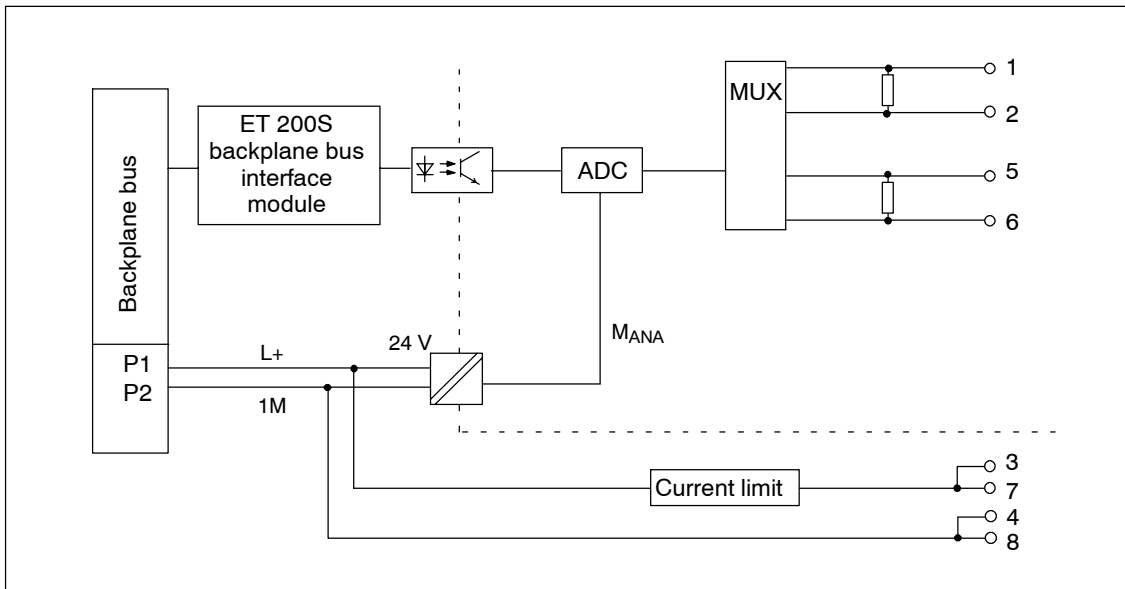 Backplane bus
P1
P2
ET 200S
backplane bus
interface
module
L+
1M
24 V
ADC
MANA
MUX
1
2
5
6
Current limit
3
7
4
8